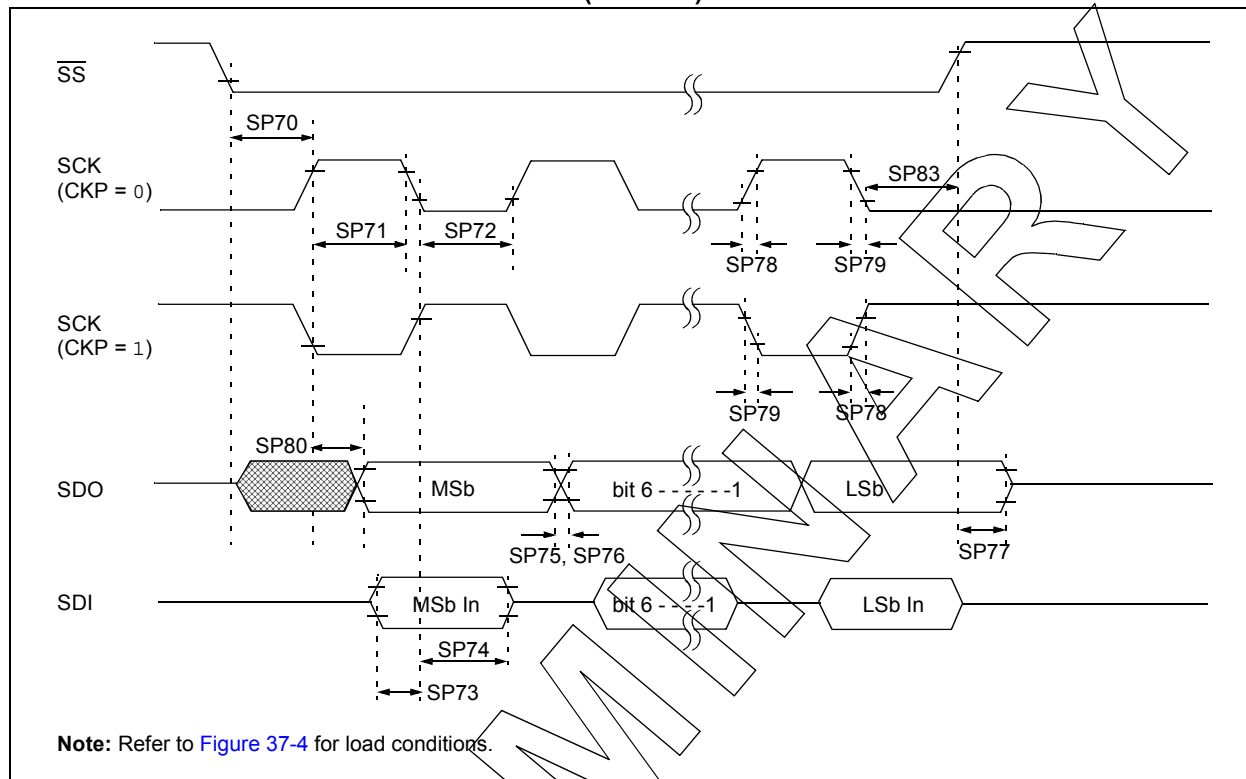 SS
SP70
SCK
(CKP = 0)
SP83
SP71
SP72
SP78
SP79
SCK
(CKP = 1)
SP79
SP78
SP80
SDO
MSb
bit 6 - - - - - -1
LSb
SP75, SP76
SP77
SDI
MSb In
bit 6 - - - -1
LSb In
SP74
SP73
Note: Refer to Figure 37-4 for load conditions.
MINARY